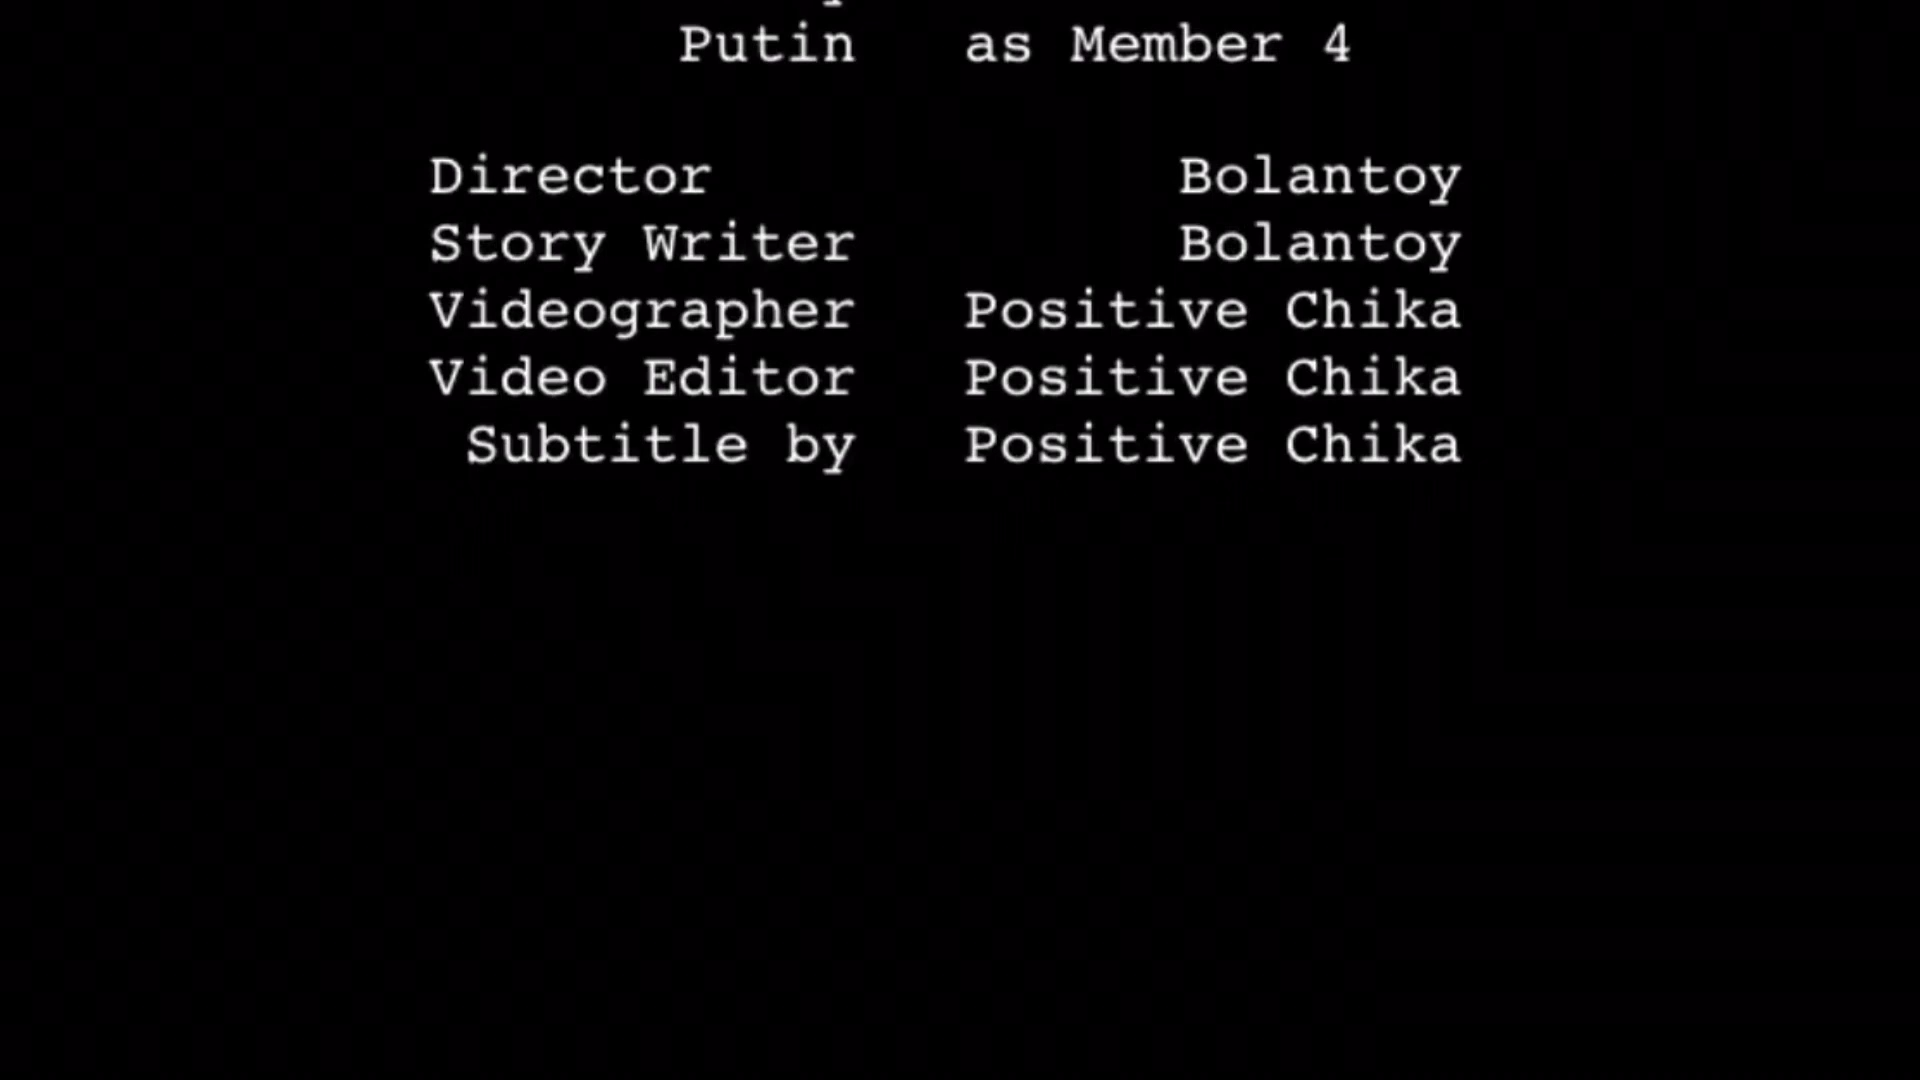 Putin as Member 4
Director Bolantoy
Story Writer Bolantoy
Videographer Positive Chika
Video Editor Positive Chika
Subtitle by Positive Chika